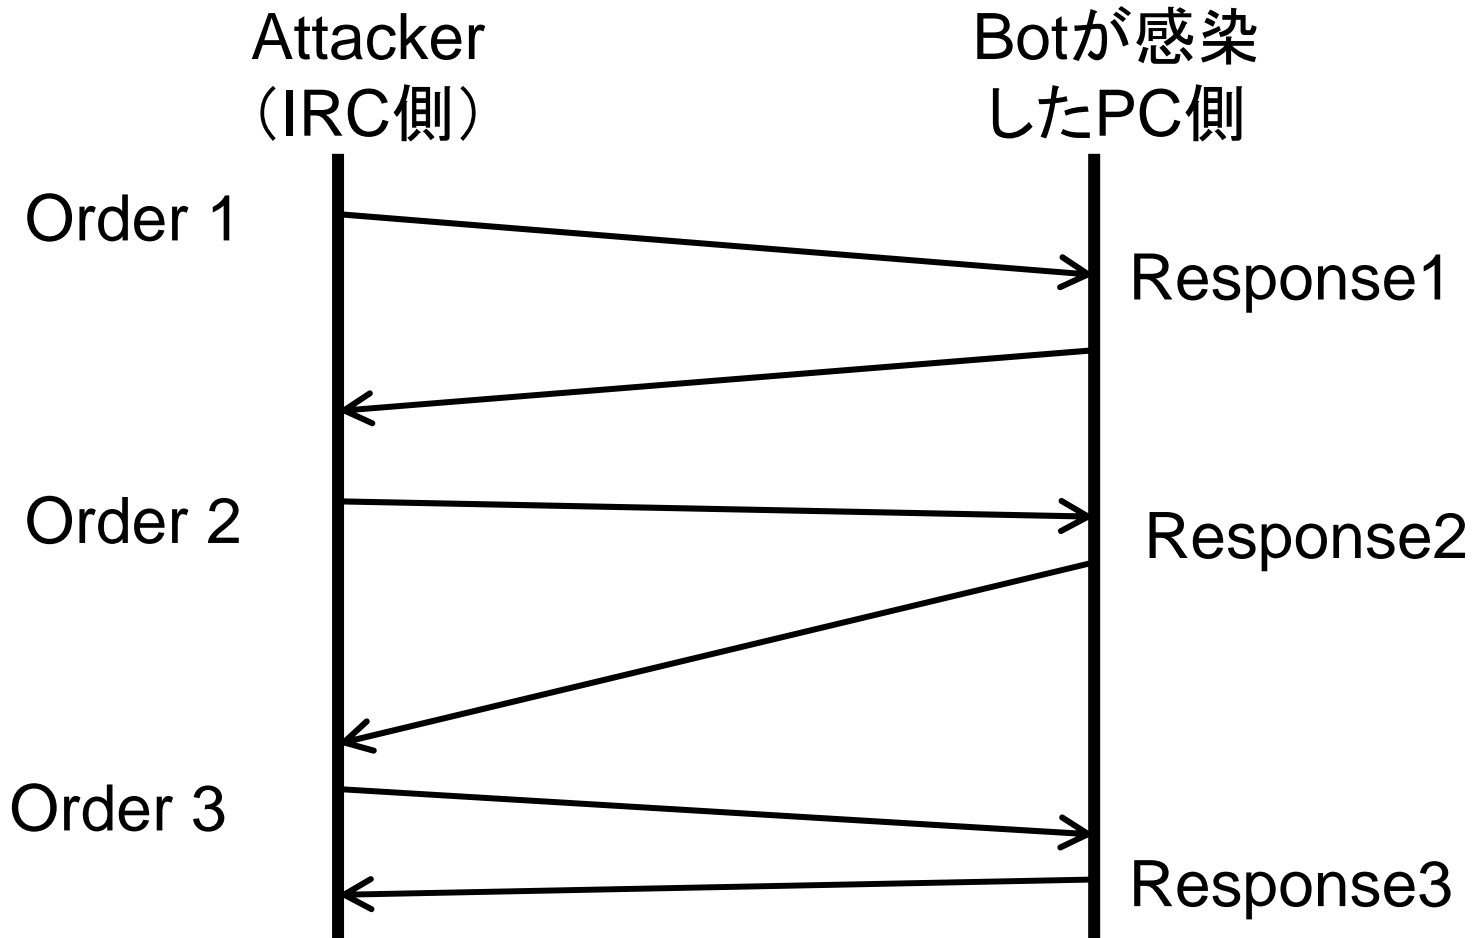 Attacker
（IRC側）
Botが感染
したPC側
Order 1
Response1
Order 2
Response2
Order 3
Response3